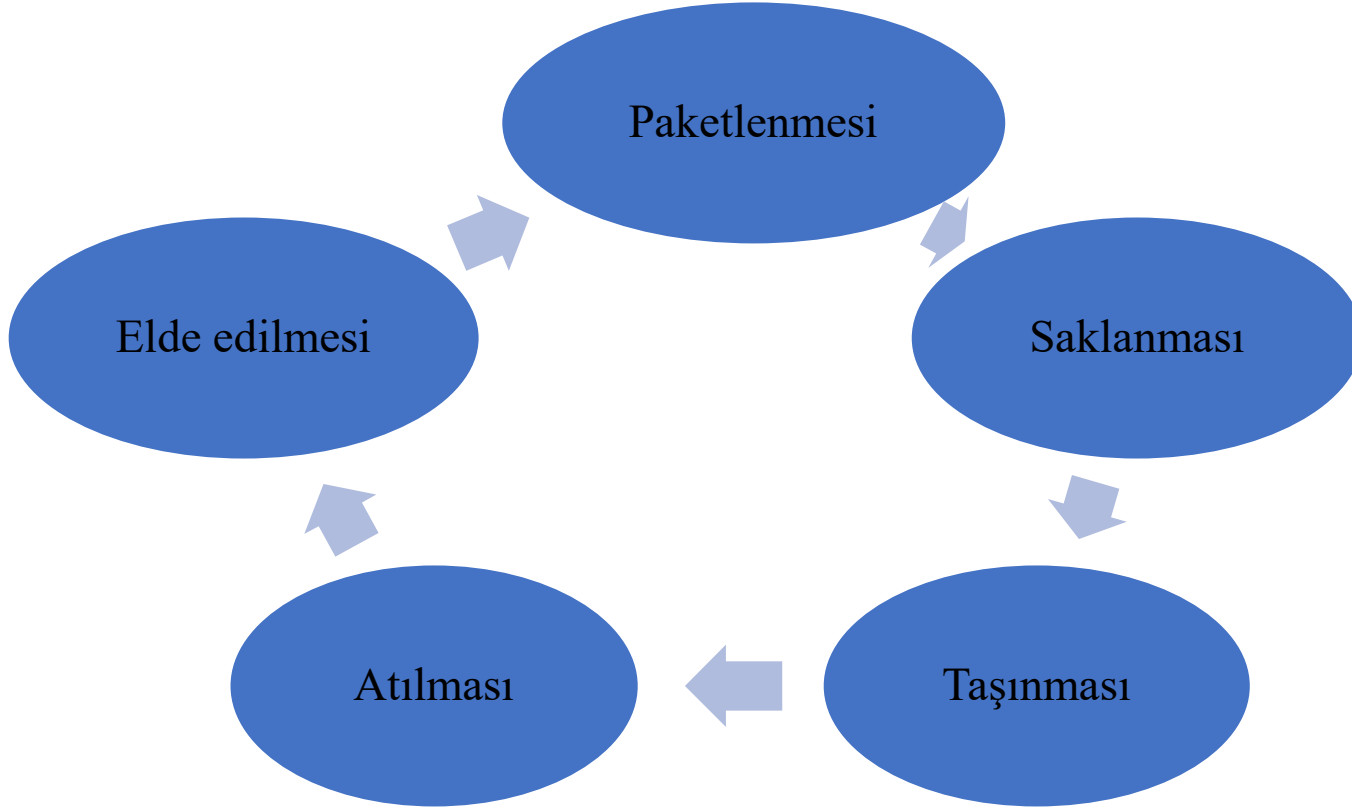 Paketlenmesi
Saklanması
Taşınması
Atılması
Elde edilmesi